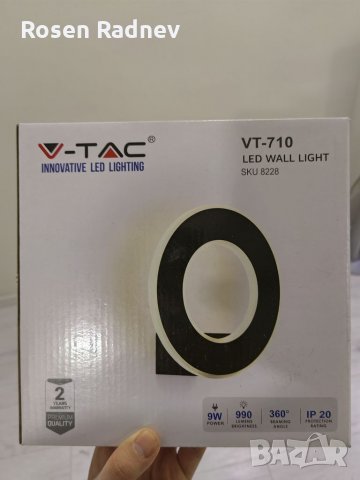 Rosen Radnev
V-TAC®
INNOVATIVE LED LIGHTING
VT-710
LED WALL LIGHT
SKU 8228
2
YEARS
WARRANTY
PREMIUM
QUALITY
9W
POWER
990
LUMENS
BRIGHTNESS
360°
BEAMING
ANGLE
IP 20
PROTECTION
RATING
BAZAR